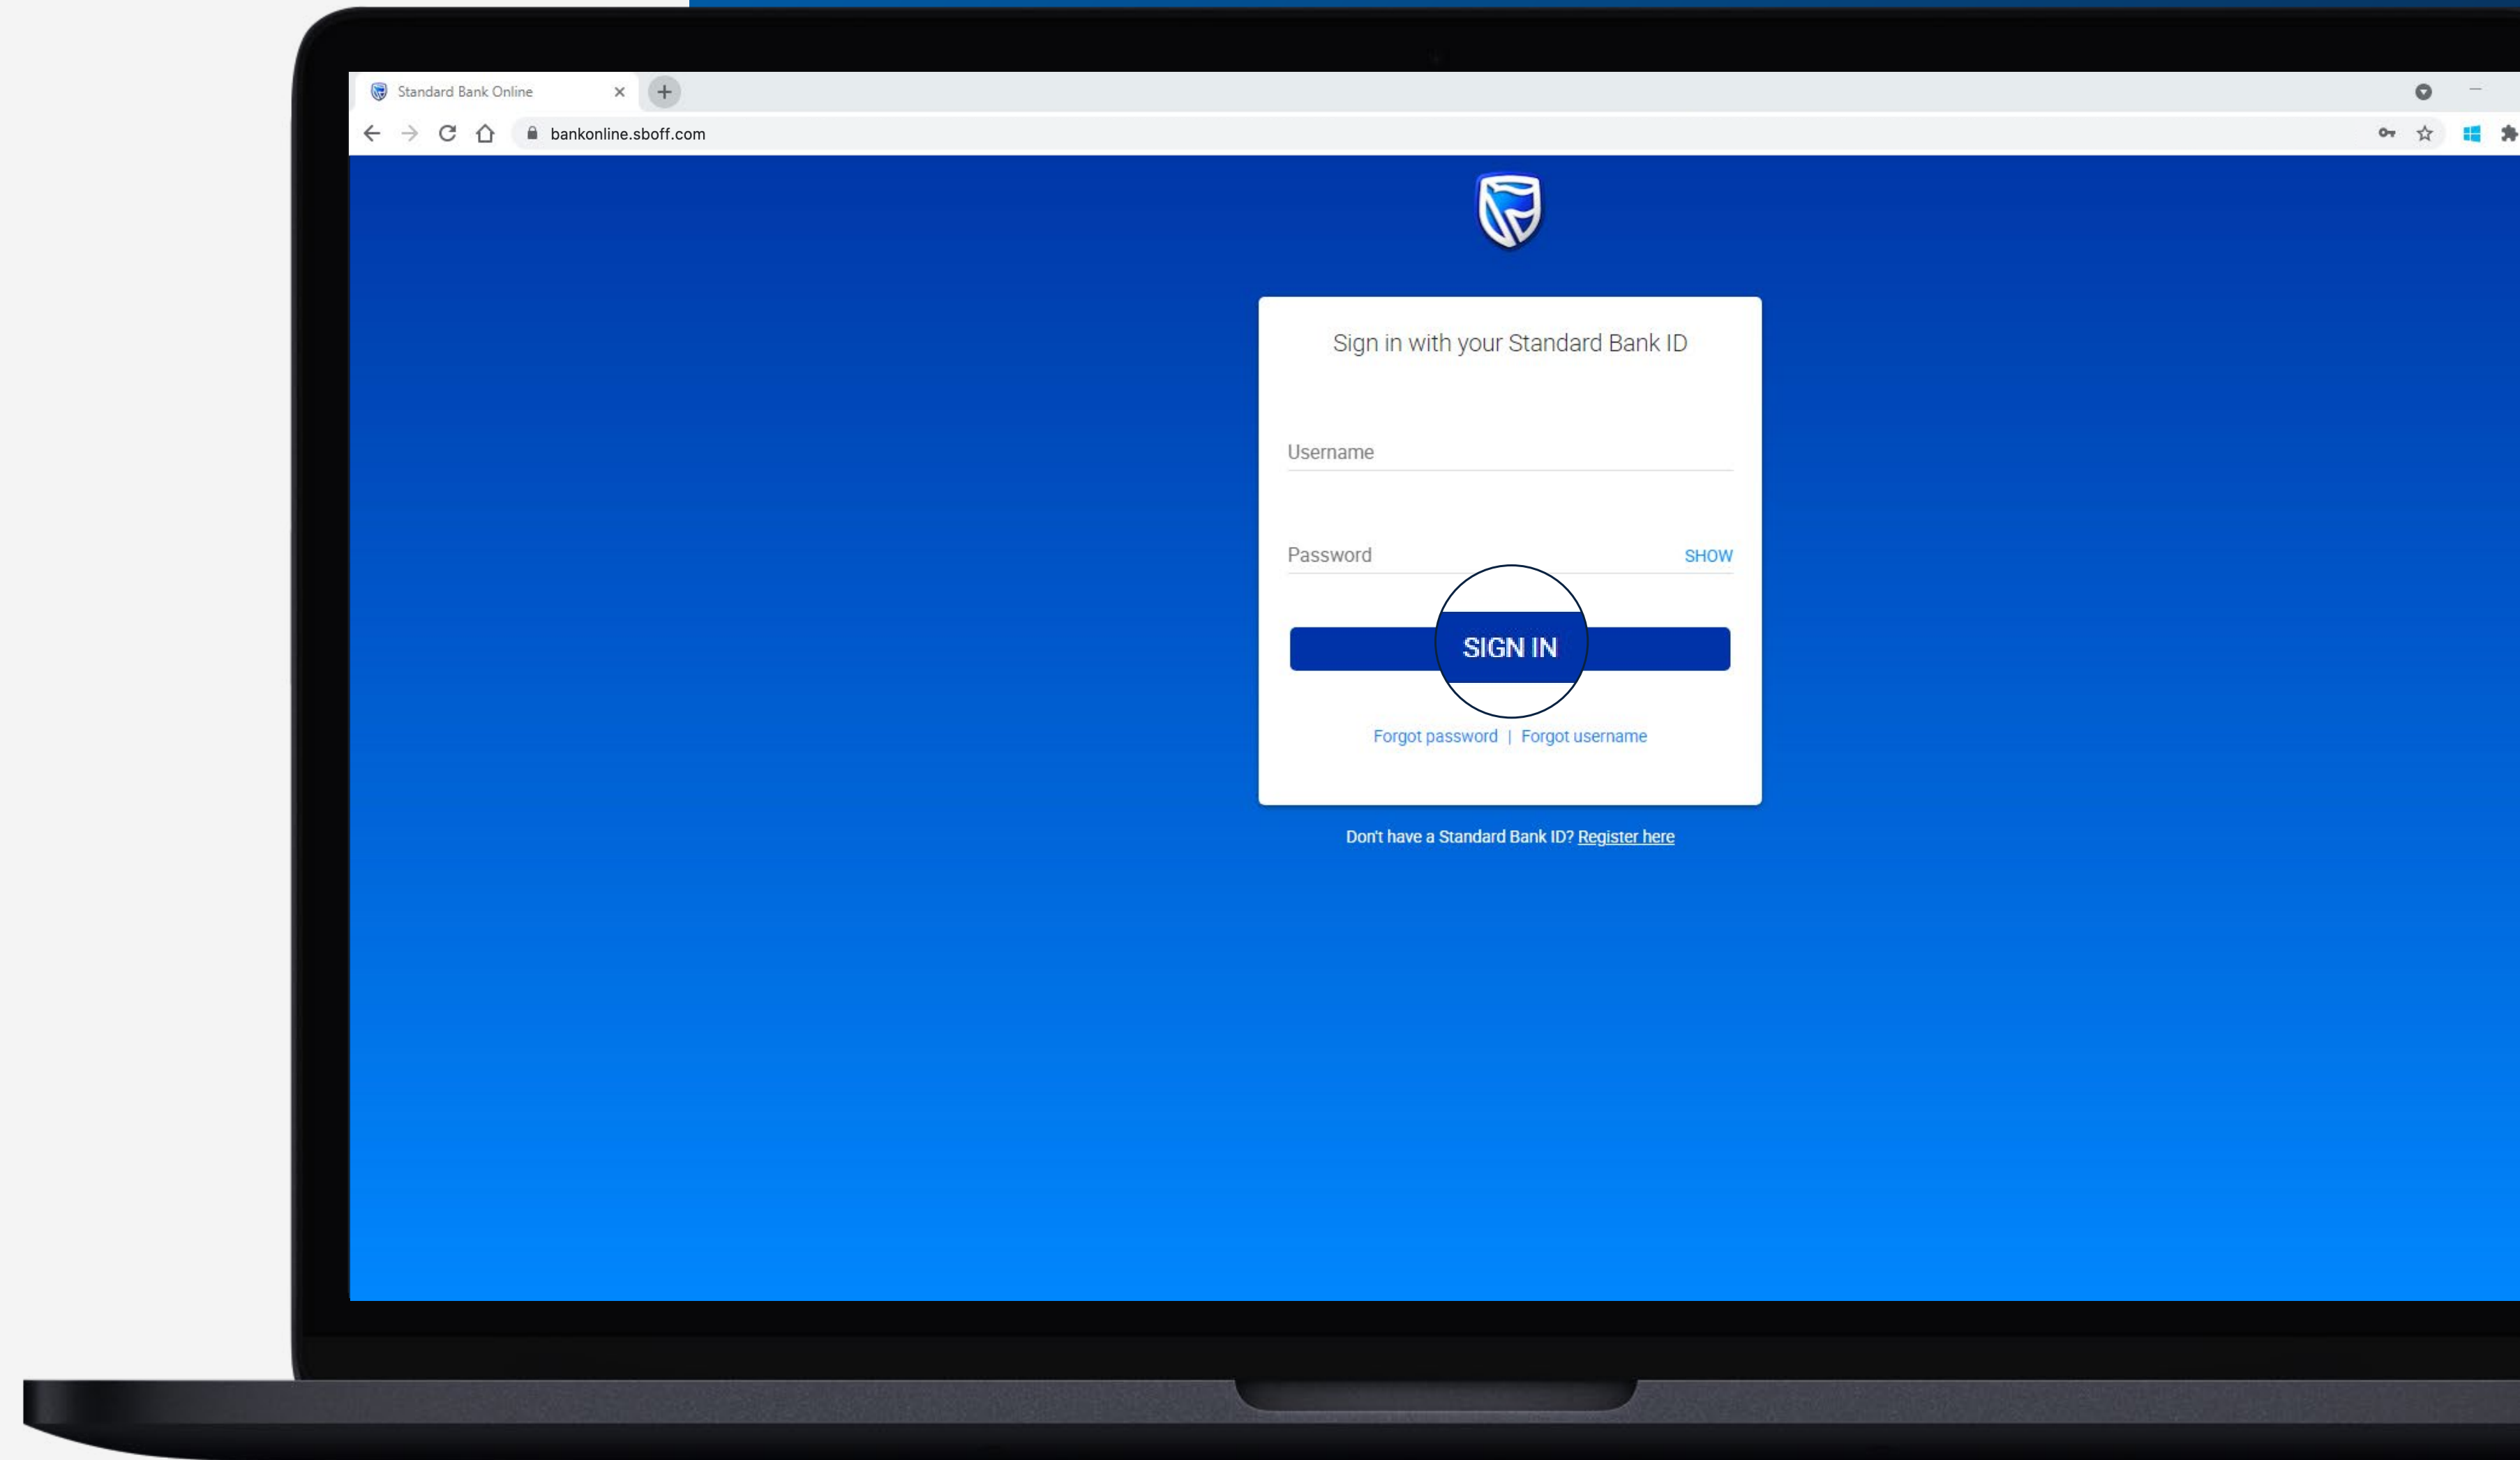 Standard Bank Online
bankonline.sboff.com
Sign in with your Standard Bank ID
Username
Password SHOW
SIGN IN
Forgot password | Forgot username
Don't have a Standard Bank ID? Register here